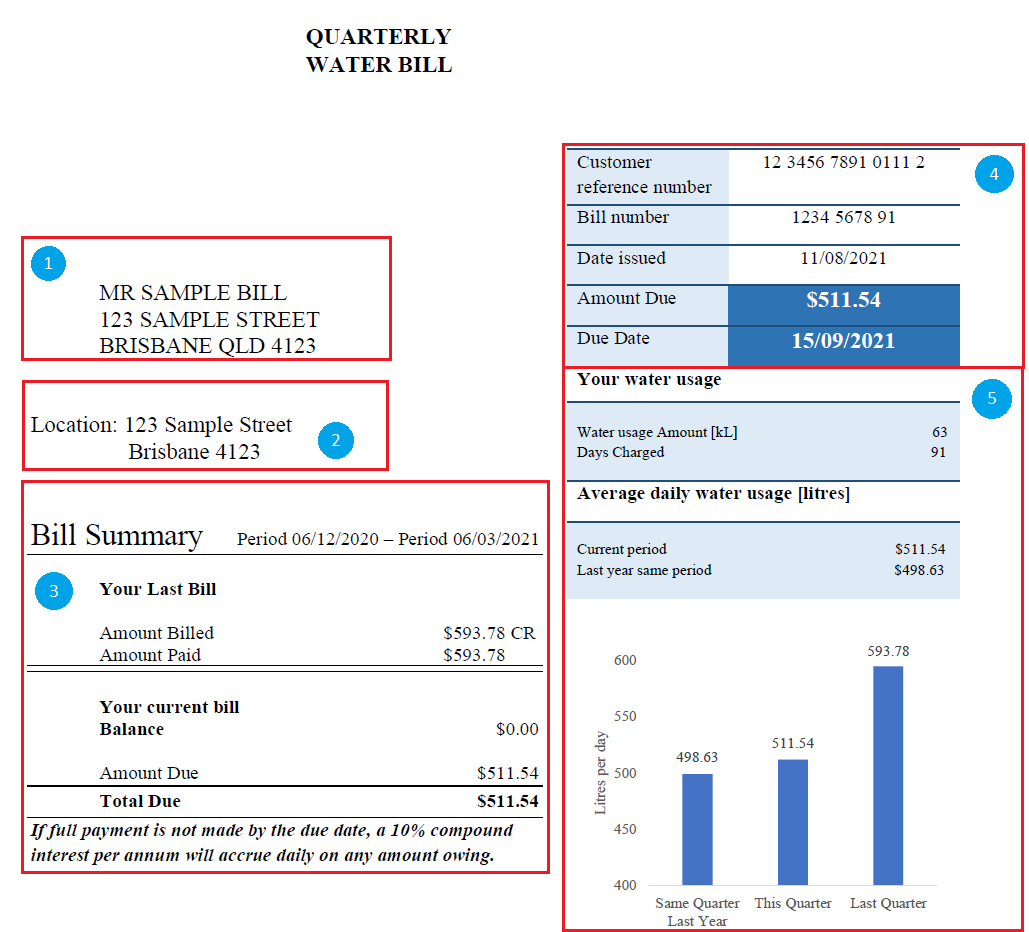 QUARTERLY
WATER BILL
1
MR SAMPLE BILL
123 SAMPLE STREET
BRISBANE QLD 4123
Location: 123 Sample Street
Brisbane 4123
2
Bill Summary Period 06/12/2020 – Period 06/03/2021
3
Your Last Bill
Amount Billed $593.78 CR
Amount Paid $593.78
Your current bill
Balance $0.00
Amount Due $511.54
Total Due $511.54
If full payment is not made by the due date, a 10% compound
interest per annum will accrue daily on any amount owing.
4
Customer 12 3456 7891 0111 2
reference number
Bill number 1234 5678 91
Date issued 11/08/2021
Amount Due $511.54
Due Date 15/09/2021
5
Your water usage
Water usage Amount [kL] 63
Days Charged 91
Average daily water usage [litres]
Current period $511.54
Last year same period $498.63
Litres per day
600
550
500
450
400
498.63
511.54
593.78
Same Quarter This Quarter Last Quarter
Last Year